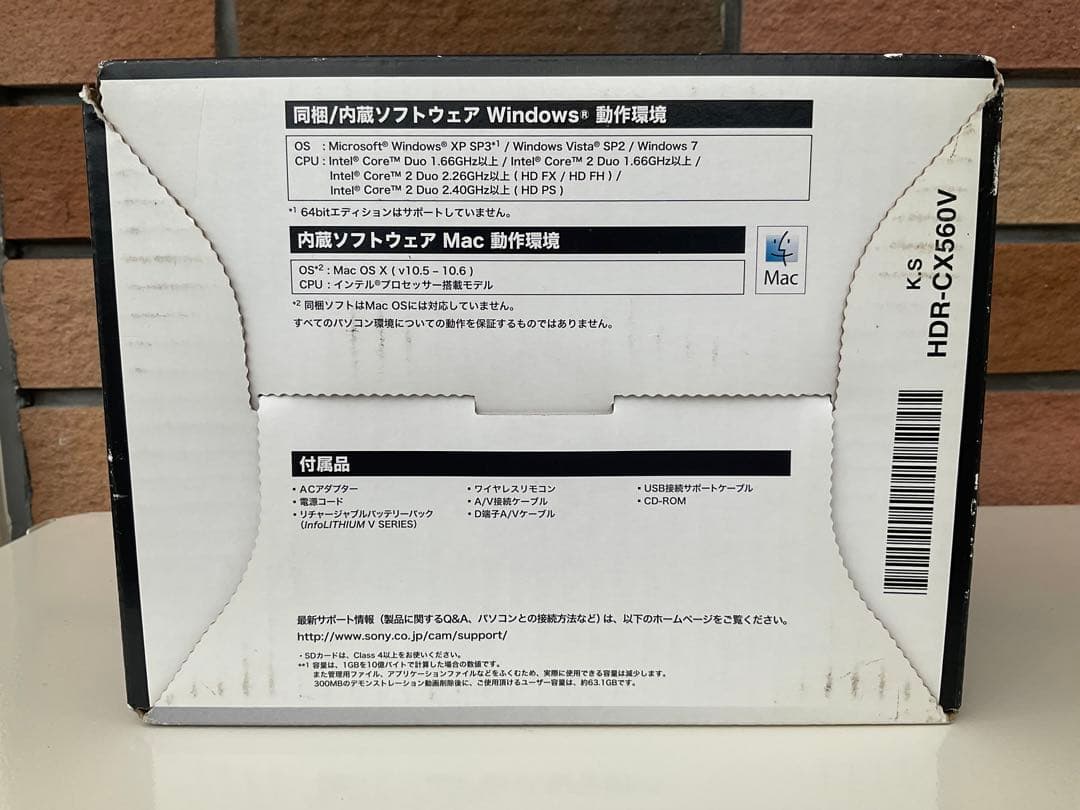 同梱/内蔵ソフトウェア Windows® 動作環境
OS : Microsoft® Windows® XP SP3*1 / Windows Vista® SP2 / Windows 7
CPU : Intel® Core™ Duo 1.66GHz以上 / Intel® Core™ 2 Duo 1.66GHz以上 /
Intel® Core™ 2 Duo 2.26GHz以上 ( HD FX / HD FH ) /
Intel® Core™ 2 Duo 2.40GHz以上 ( HD PS )
*1 64bitエディションはサポートしていません。
内蔵ソフトウェア Mac 動作環境
OS*2 : Mac OS X ( v10.5 – 10.6 )
CPU : インテル®プロセッサー搭載モデル
Mac
*2 同梱ソフトはMac OSには対応していません。
すべてのパソコン環境についての動作を保証するものではありません。
K.S
HDR-CX560V
付属品
・ACアダプター
・電源コード
・リチャージャブルバッテリーパック
(InfoLITHIUM V SERIES)
・ワイヤレスリモコン
・A/V接続ケーブル
・D端子A/Vケーブル
・USB接続サポートケーブル
・CD-ROM
最新サポート情報（製品に関するQ&A、パソコンとの接続方法など）は、以下のホームページをご覧ください。
http://www.sony.co.jp/cam/support/
・SDカードは、Class 4以上をお使いください。
**1 容量は、1GBを10億バイトで計算した場合の数値です。
また管理用ファイル、アプリケーションファイルなどをふくむため、実際に使用できる容量は減少します。
300MBのデモンストレーション動画削除後に、ご使用頂けるユーザー容量は、約63.1GBです。